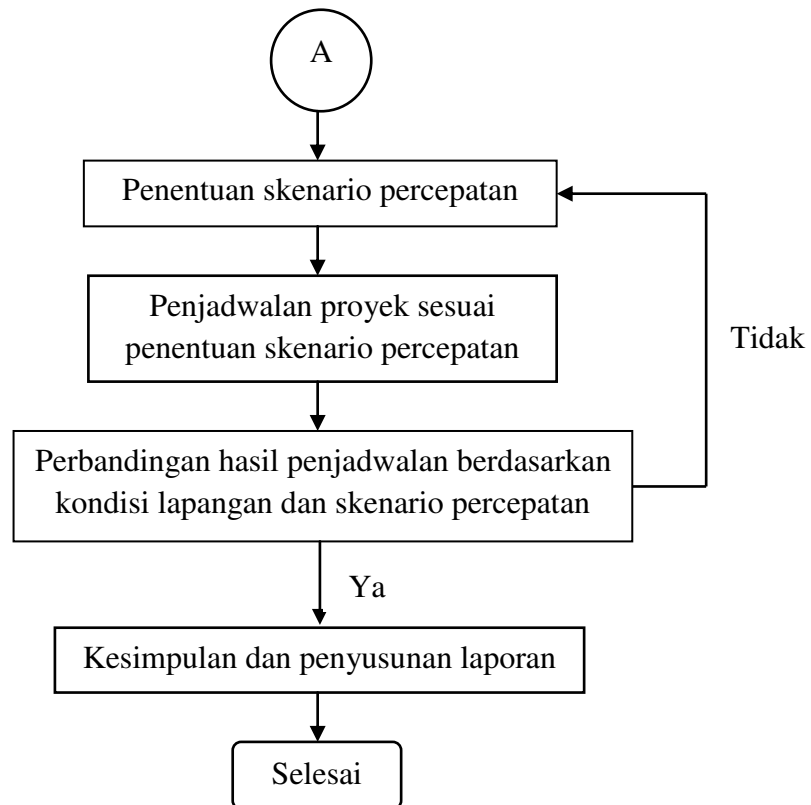 A
Penentuan skenario percepatan
Penjadwalan proyek sesuai
penentuan skenario percepatan
Tidak
Perbandingan hasil penjadwalan berdasarkan
kondisi lapangan dan skenario percepatan
Ya
Kesimpulan dan penyusunan laporan
Selesai